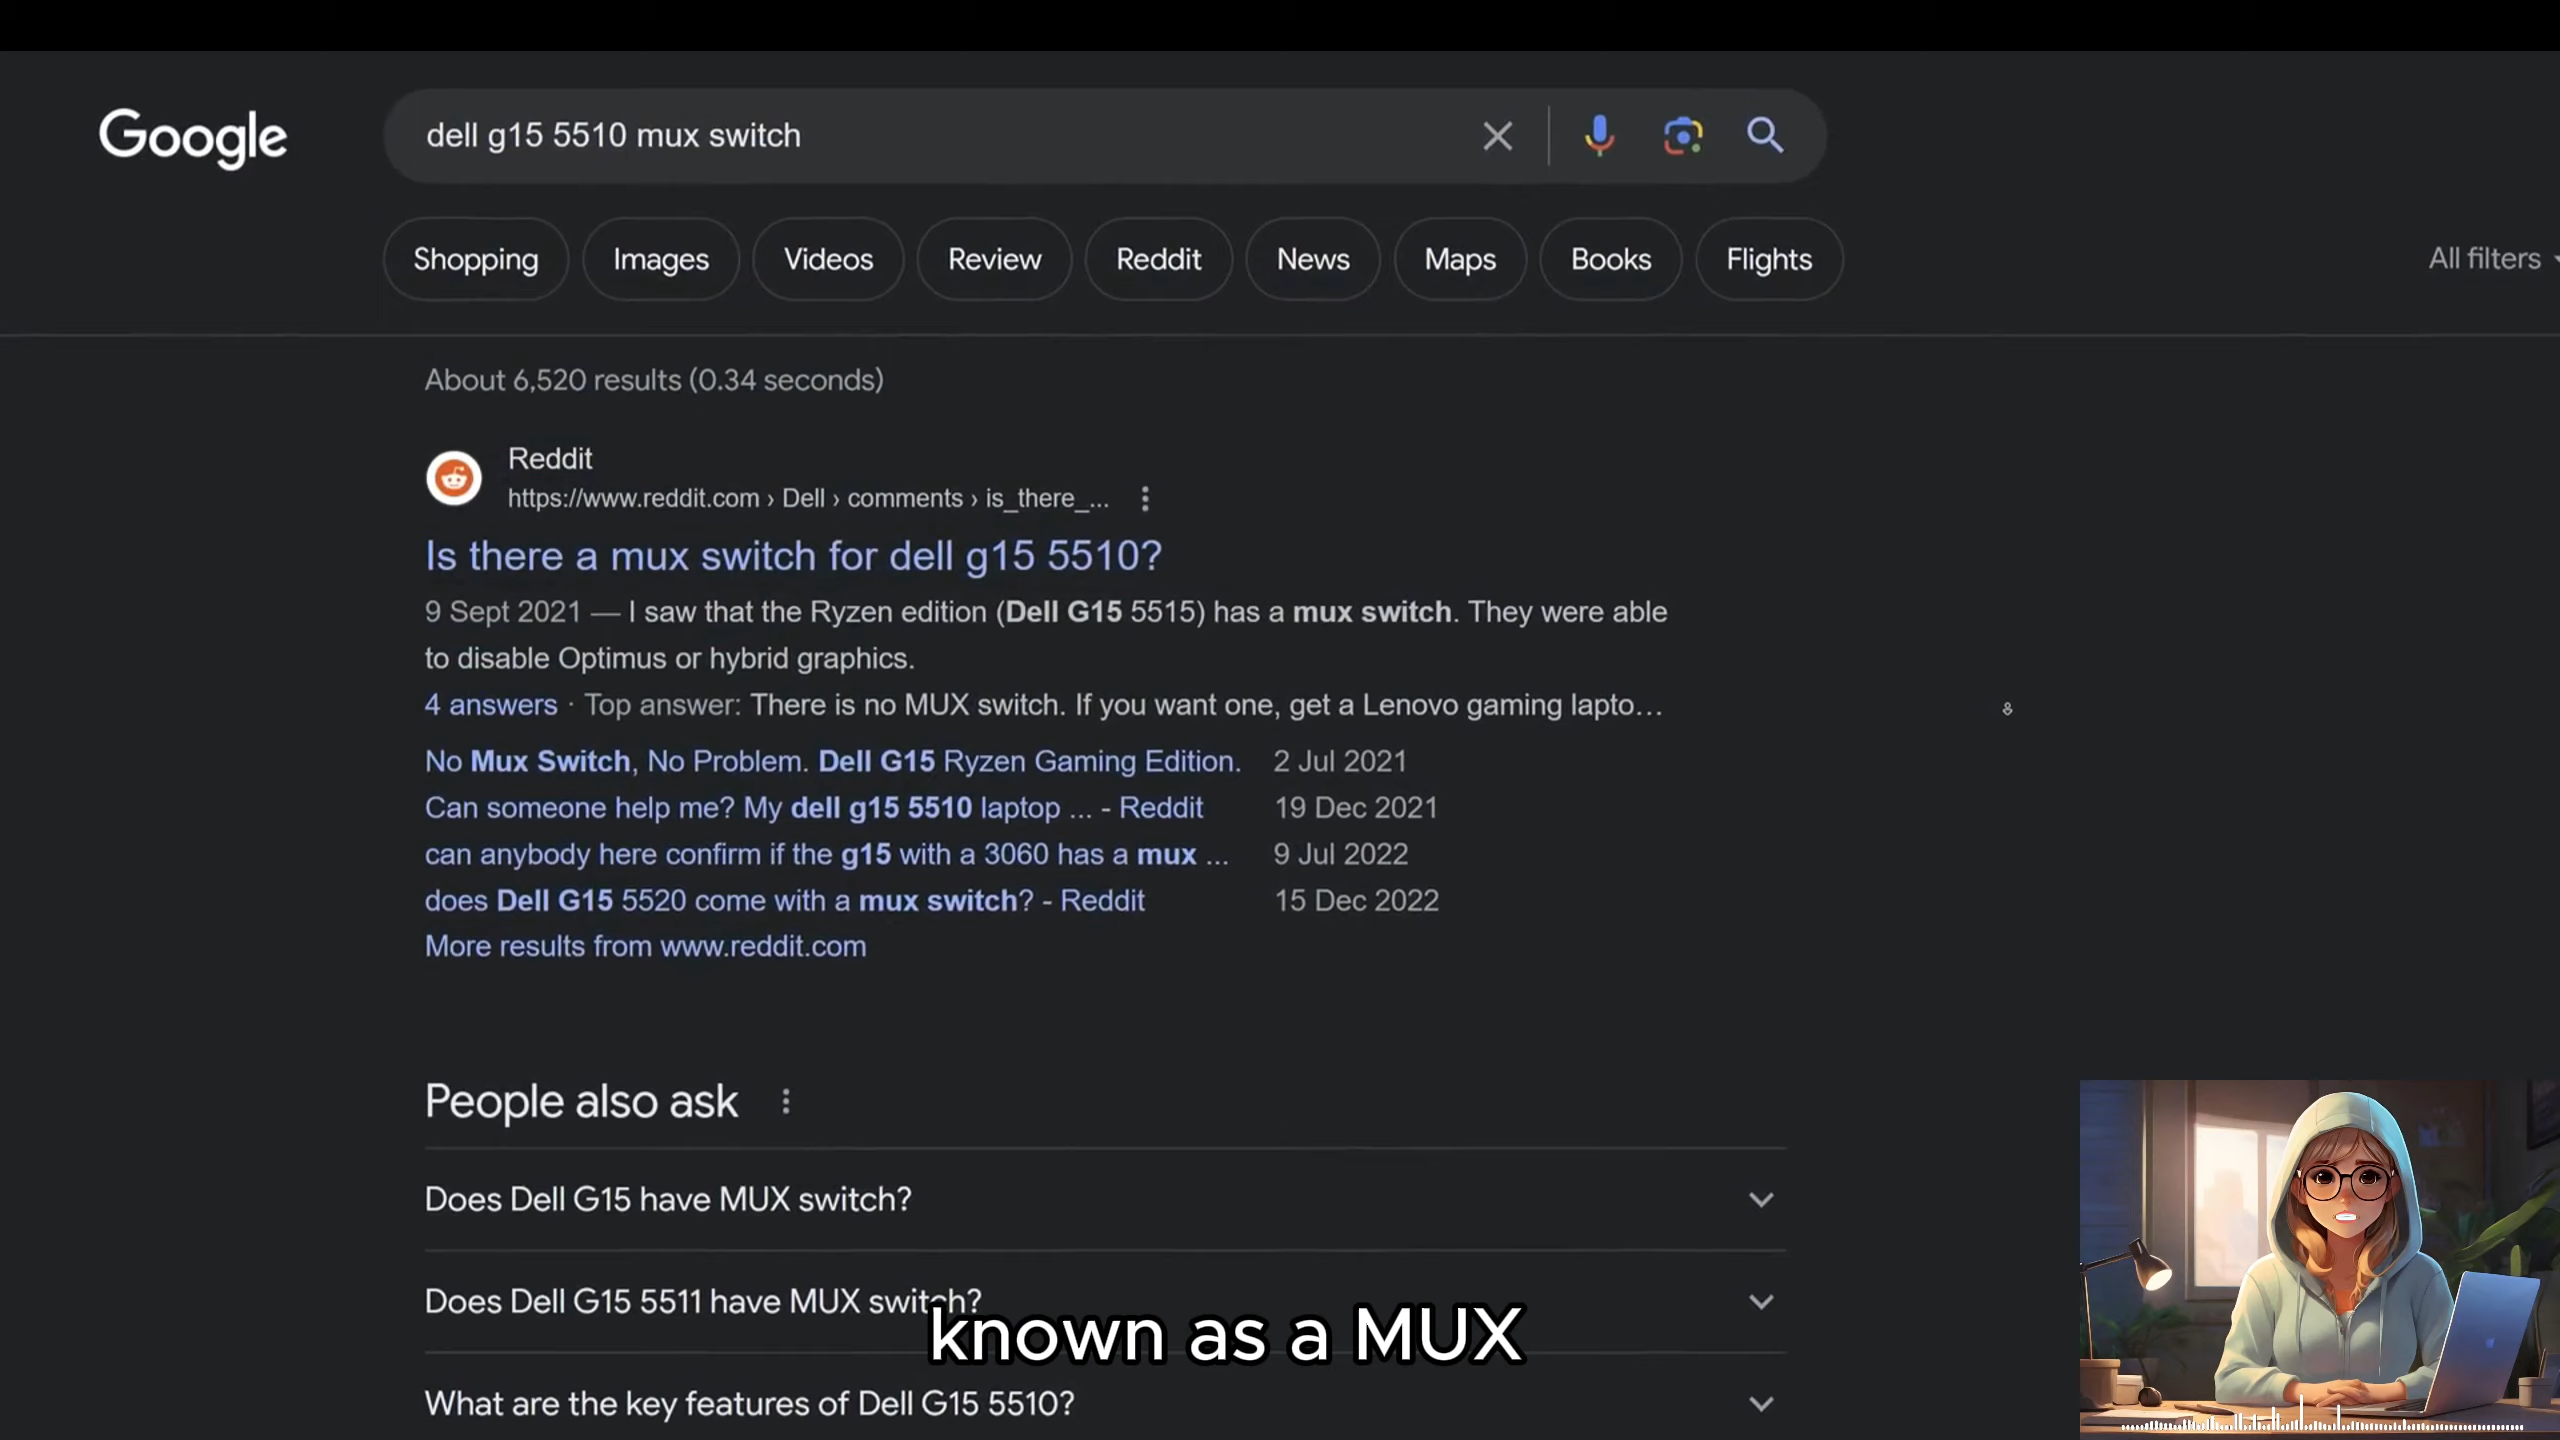 Google
dell g15 5510 mux switch
Shopping Images Videos Review Reddit News Maps Books Flights All filters
About 6,520 results (0.34 seconds)
Reddit
https://www.reddit.com › Dell › comments › is_there_...
Is there a mux switch for dell g15 5510?
9 Sept 2021 — I saw that the Ryzen edition (Dell G15 5515) has a mux switch. They were able
to disable Optimus or hybrid graphics.
4 answers · Top answer: There is no MUX switch. If you want one, get a Lenovo gaming lapto…
No Mux Switch, No Problem. Dell G15 Ryzen Gaming Edition. 2 Jul 2021
Can someone help me? My dell g15 5510 laptop ... - Reddit 19 Dec 2021
can anybody here confirm if the g15 with a 3060 has a mux ... 9 Jul 2022
does Dell G15 5520 come with a mux switch? - Reddit 15 Dec 2022
More results from www.reddit.com
People also ask
Does Dell G15 have MUX switch?
Does Dell G15 5511 have MUX switch?
known as a MUX
What are the key features of Dell G15 5510?